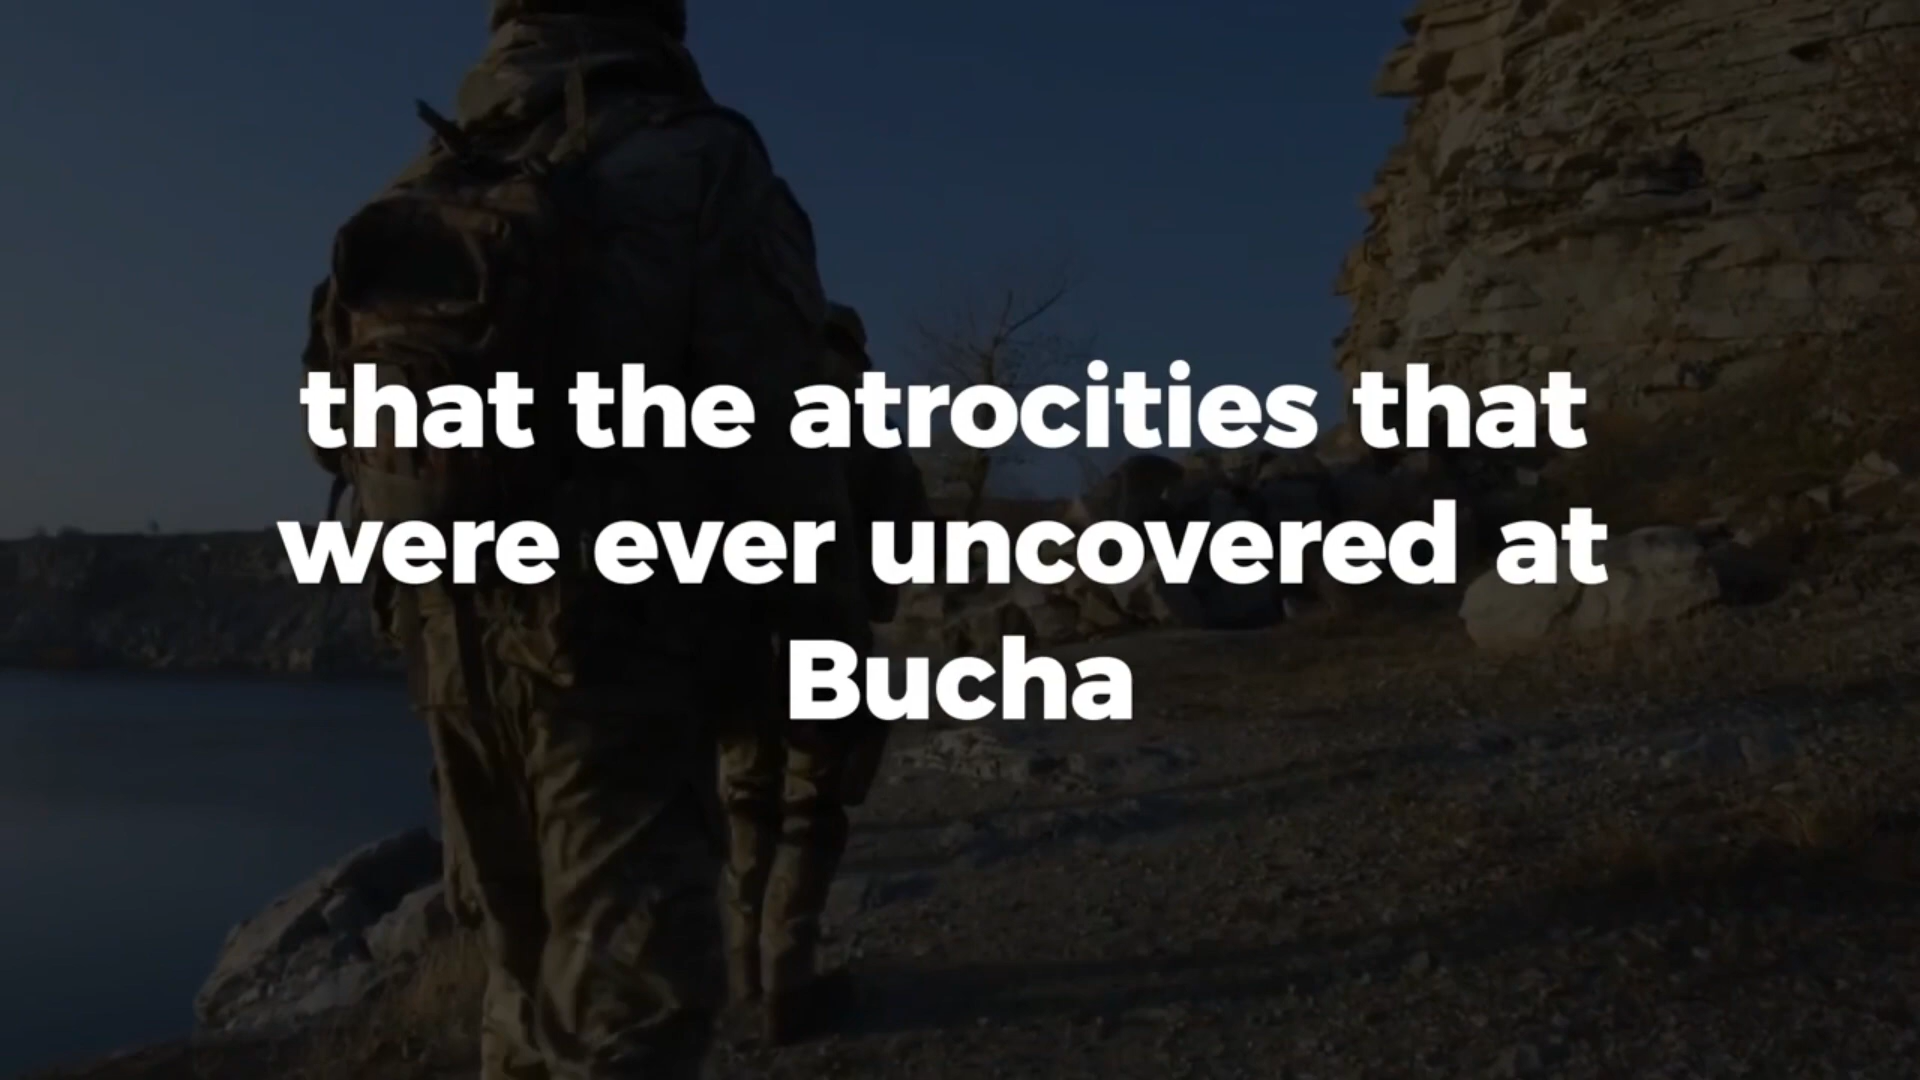 that the atrocities that
were ever uncovered at
Bucha